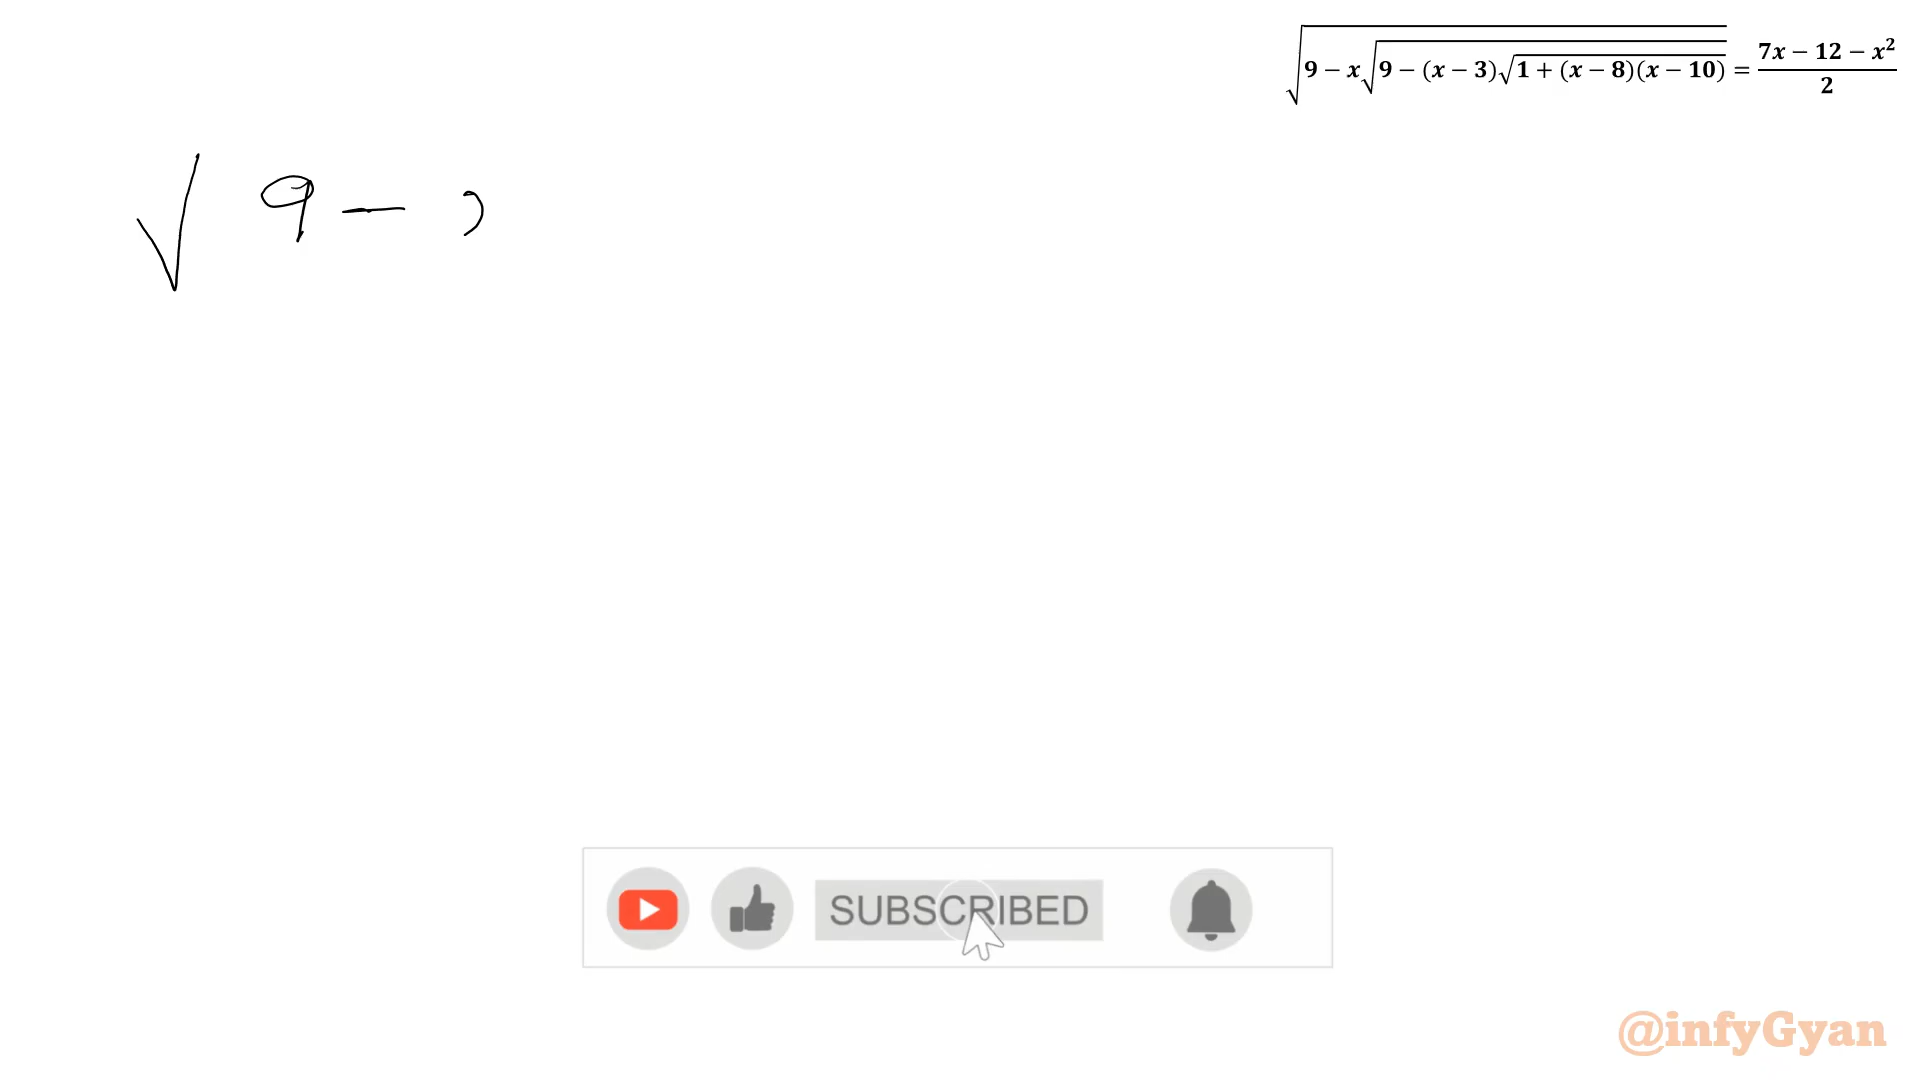 √(9 − x√(9 − (x − 3)√(1 + (x − 8)(x − 10)))) = (7x − 12 − x²)/2
√ 9 −
SUBSCRIBED
@infyGyan